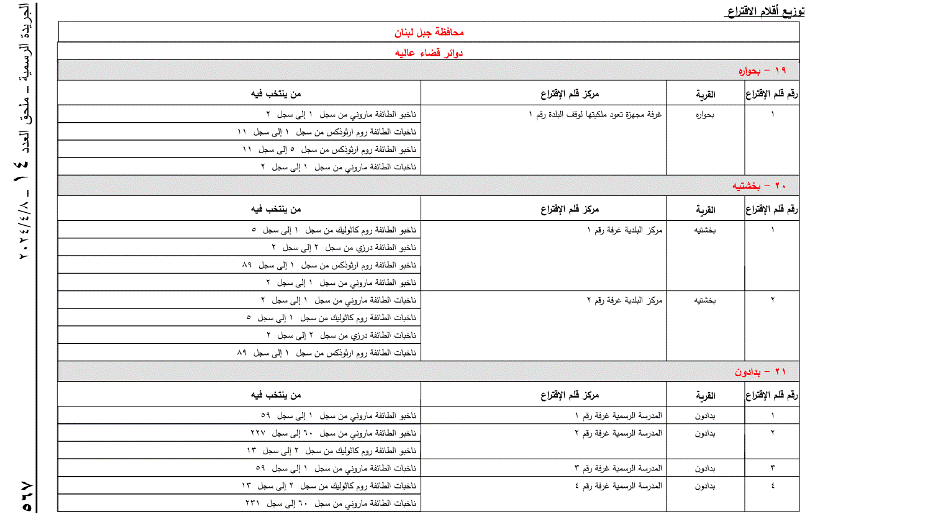 توزيع أقلام الاقتراع
محافظة جبل لبنان
دوائر قضاء عاليه
١٩ - بحواره
رقم قلم الإقتراع القرية مركز قلم الإقتراع من ينتخب فيه
١ بحواره غرفة مجهزة تعود ملكيتها لوقف البلدة رقم ١ ناخبو الطائفة ماروني من سجل ١ إلى سجل ٢
ناخبات الطائفة روم ارثوذكس من سجل ١ إلى سجل ١١
ناخبو الطائفة روم ارثوذكس من سجل ٥ إلى سجل ١١
ناخبات الطائفة ماروني من سجل ١ إلى سجل ٢
٢٠ - بخشتيه
رقم قلم الإقتراع القرية مركز قلم الإقتراع من ينتخب فيه
١ بخشتيه مركز البلدية غرفة رقم ١ ناخبو الطائفة روم كاثوليك من سجل ١ إلى سجل ٥
ناخبو الطائفة درزي من سجل ٢ إلى سجل ٢
ناخبو الطائفة روم ارثوذكس من سجل ١ إلى سجل ٨٩
ناخبو الطائفة ماروني من سجل ١ إلى سجل ٢
٢ بخشتيه مركز البلدية غرفة رقم ٢ ناخبات الطائفة ماروني من سجل ١ إلى سجل ٢
ناخبات الطائفة روم كاثوليك من سجل ١ إلى سجل ٥
ناخبات الطائفة درزي من سجل ٢ إلى سجل ٢
ناخبات الطائفة روم ارثوذكس من سجل ١ إلى سجل ٨٩
٢١ - بدادون
رقم قلم الإقتراع القرية مركز قلم الإقتراع من ينتخب فيه
١ بدادون المدرسة الرسمية غرفة رقم ١ ناخبو الطائفة ماروني من سجل ١ إلى سجل ٥٩
٢ بدادون المدرسة الرسمية غرفة رقم ٢ ناخبو الطائفة ماروني من سجل ٦٠ إلى سجل ٢٢٧
ناخبو الطائفة روم كاثوليك من سجل ٢ إلى سجل ١٣
٣ بدادون المدرسة الرسمية غرفة رقم ٣ ناخبات الطائفة ماروني من سجل ١ إلى سجل ٥٩
٤ بدادون المدرسة الرسمية غرفة رقم ٤ ناخبات الطائفة روم كاثوليك من سجل ٢ إلى سجل ١٣
ناخبات الطائفة ماروني من سجل ٦٠ إلى سجل ٢٣١
الجريدة الرسمية – ملحق العدد ١٤ – ٢٠٢٤/٤/٨
٥٦٧